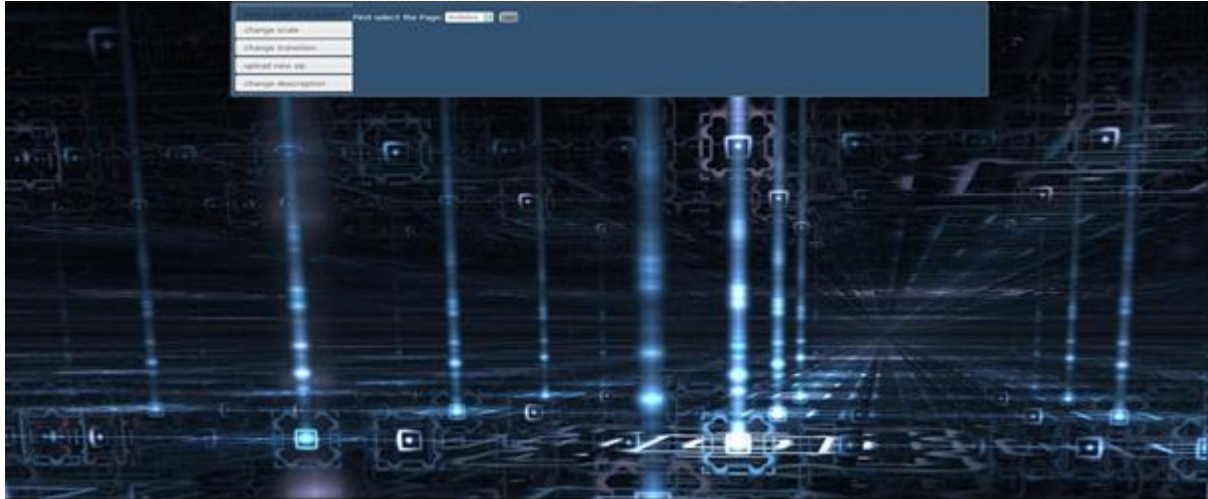 First select the Page:
change scale
change transition
upload new zip
change description